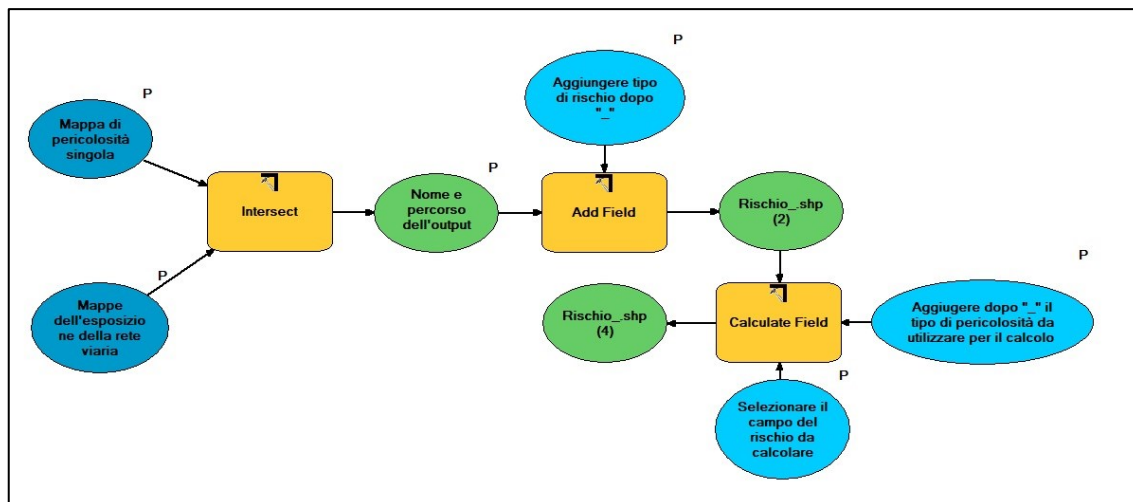 P
Aggiungere tipo
di rischio dopo
"_"
P
Mappa di
pericolosità
singola
P
Intersect
Nome e
percorso
dell'output
Add Field
Rischio_.shp
(2)
P
Mappe
dell'esposizio
ne della rete
viaria
P
Rischio_.shp
(4)
Calculate Field
Aggiugere dopo "_" il
tipo di pericolosità da
utilizzare per il calcolo
P
Selezionare il
campo del
rischio da
calcolare